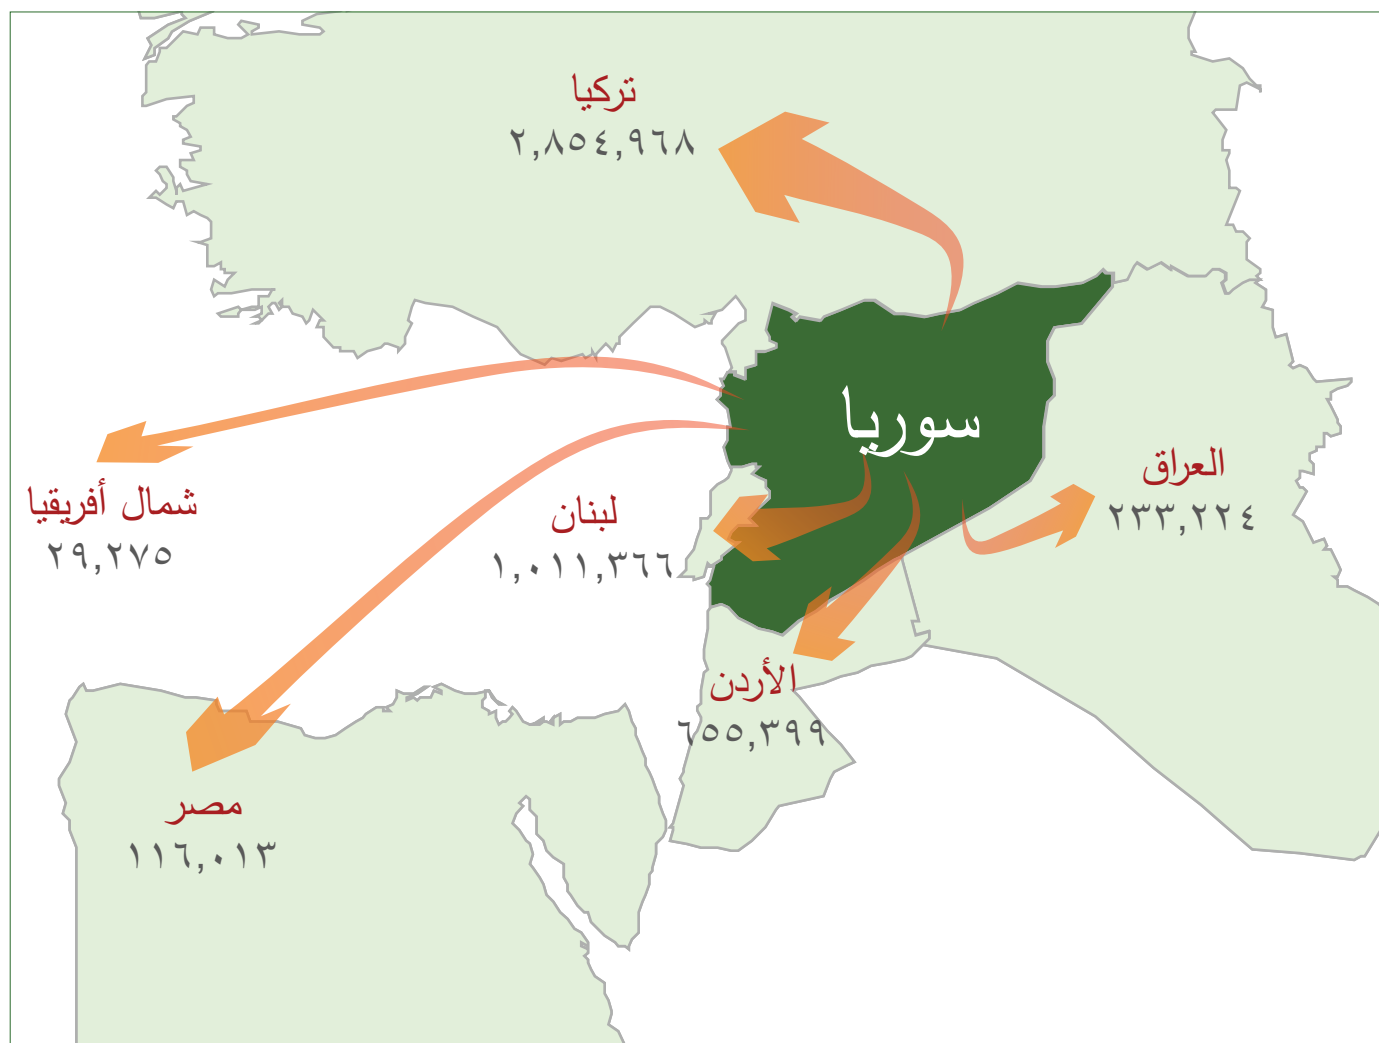 تركيا
٢,٨٥٤,٩٦٨
سوريا
العراق
٢٣٣,٢٢٤
شمال أفريقيا
٢٩,٢٧٥
لبنان
١,٠١١,٣٦٦
الأردن
٦٥٥,٣٩٩
مصر
١١٦,٠١٣